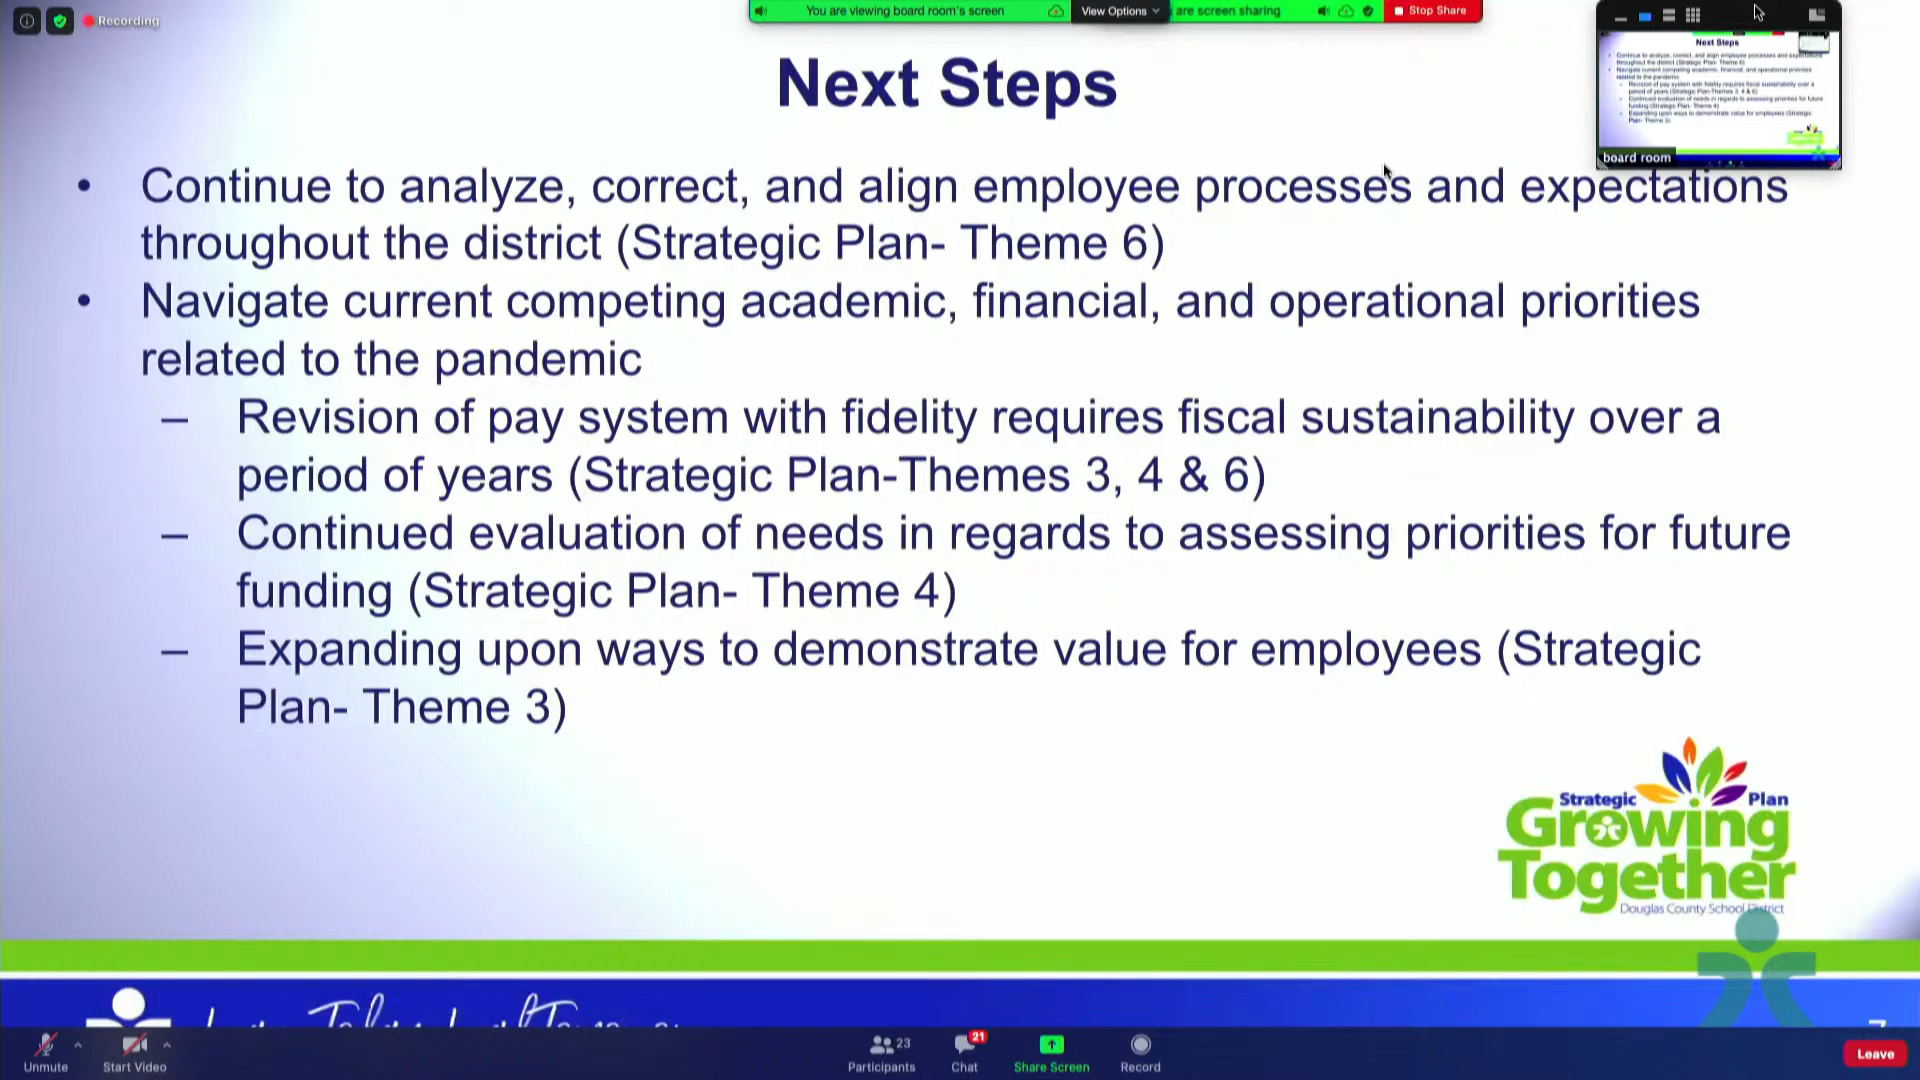 Recording
You are viewing board room's screen
View Options
are screen sharing
Stop Share
Next Steps
board room
• Continue to analyze, correct, and align employee processes and expectations
throughout the district (Strategic Plan- Theme 6)
• Navigate current competing academic, financial, and operational priorities
related to the pandemic
– Revision of pay system with fidelity requires fiscal sustainability over a
period of years (Strategic Plan-Themes 3, 4 & 6)
– Continued evaluation of needs in regards to assessing priorities for future
funding (Strategic Plan- Theme 4)
– Expanding upon ways to demonstrate value for employees (Strategic
Plan- Theme 3)
Strategic Plan
Growing
Together
Douglas County School District
Unmute
Start Video
23
Participants
21
Chat
Share Screen
Record
Leave